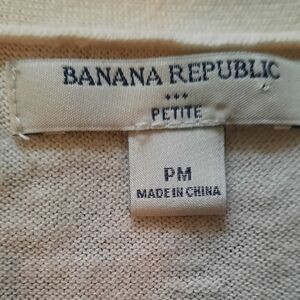 BANANA REPUBLIC
•••
PETITE
PM
MADE IN CHINA